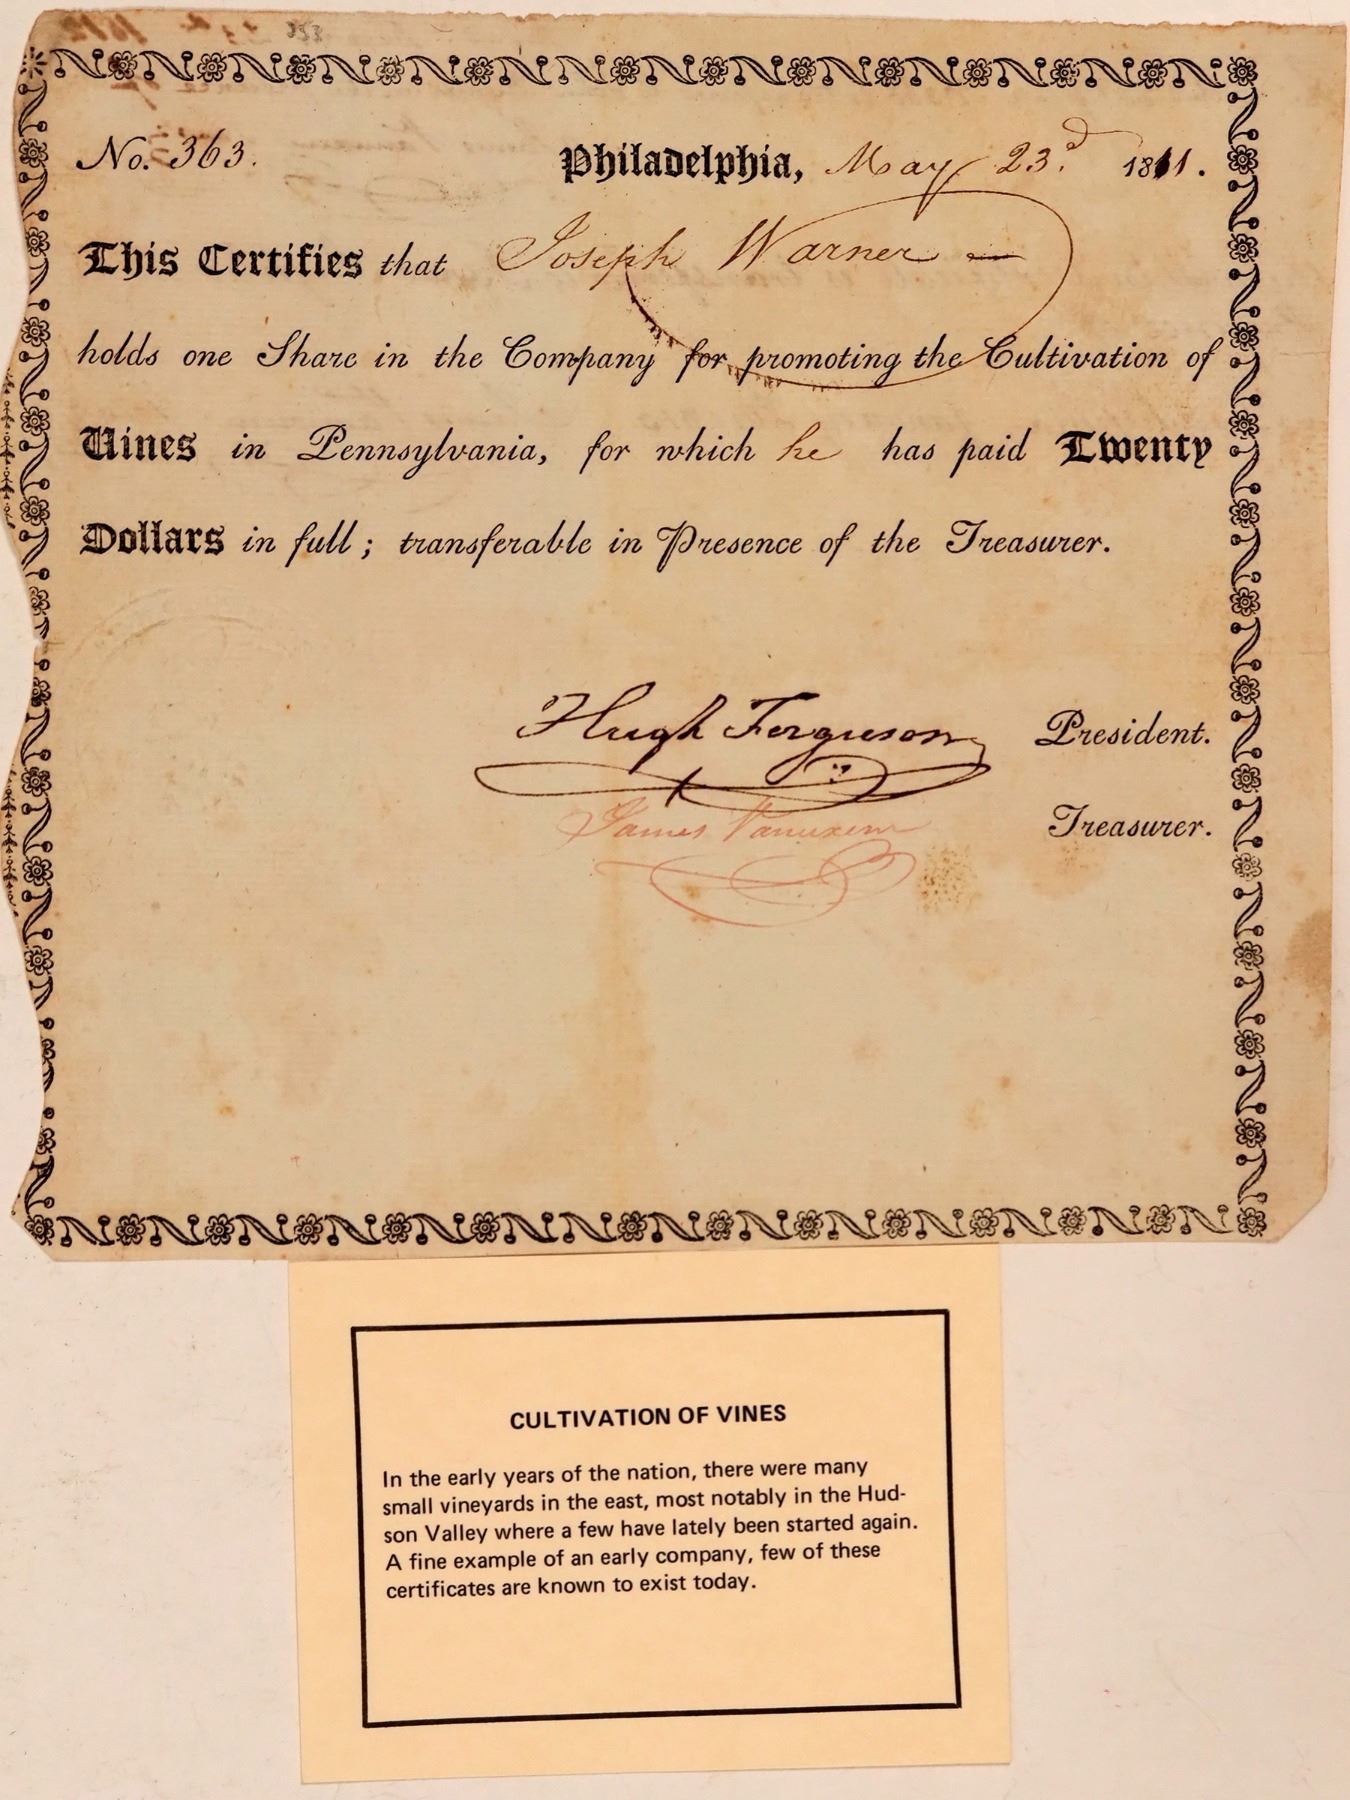 353
No. 363.
Philadelphia, May 23d. 1811.
This Certifies that Joseph Warner —
holds one Share in the Company for promoting the Cultivation of
Vines in Pennsylvania, for which he has paid Twenty
Dollars in full; transferable in Presence of the Treasurer.
Hugh Ferguson President.
James Vanuxem Treasurer.
CULTIVATION OF VINES
In the early years of the nation, there were many
small vineyards in the east, most notably in the Hud-
son Valley where a few have lately been started again.
A fine example of an early company, few of these
certificates are known to exist today.